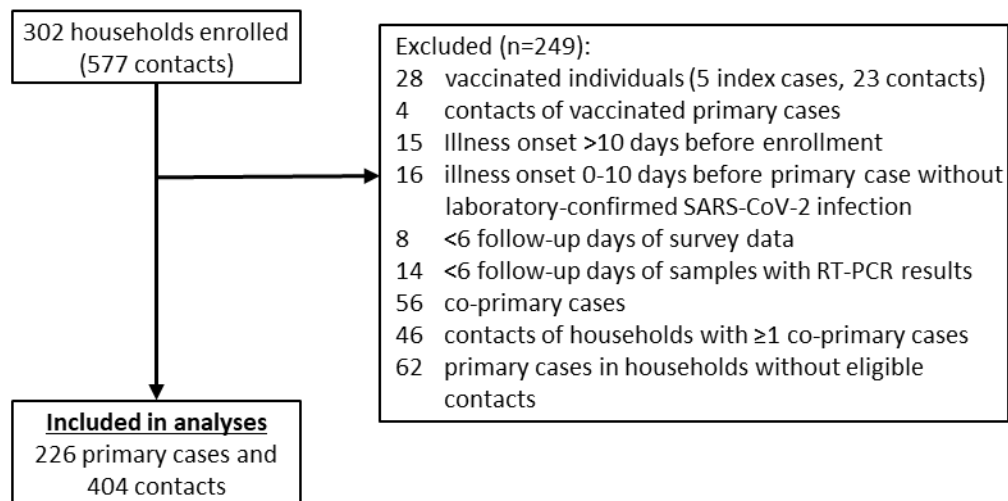 302 households enrolled
(577 contacts)
Excluded (n=249):
28 vaccinated individuals (5 index cases, 23 contacts)
4 contacts of vaccinated primary cases
15 Illness onset >10 days before enrollment
16 illness onset 0-10 days before primary case without
laboratory-confirmed SARS-CoV-2 infection
8 <6 follow-up days of survey data
14 <6 follow-up days of samples with RT-PCR results
56 co-primary cases
46 contacts of households with ≥1 co-primary cases
62 primary cases in households without eligible
contacts
Included in analyses
226 primary cases and
404 contacts